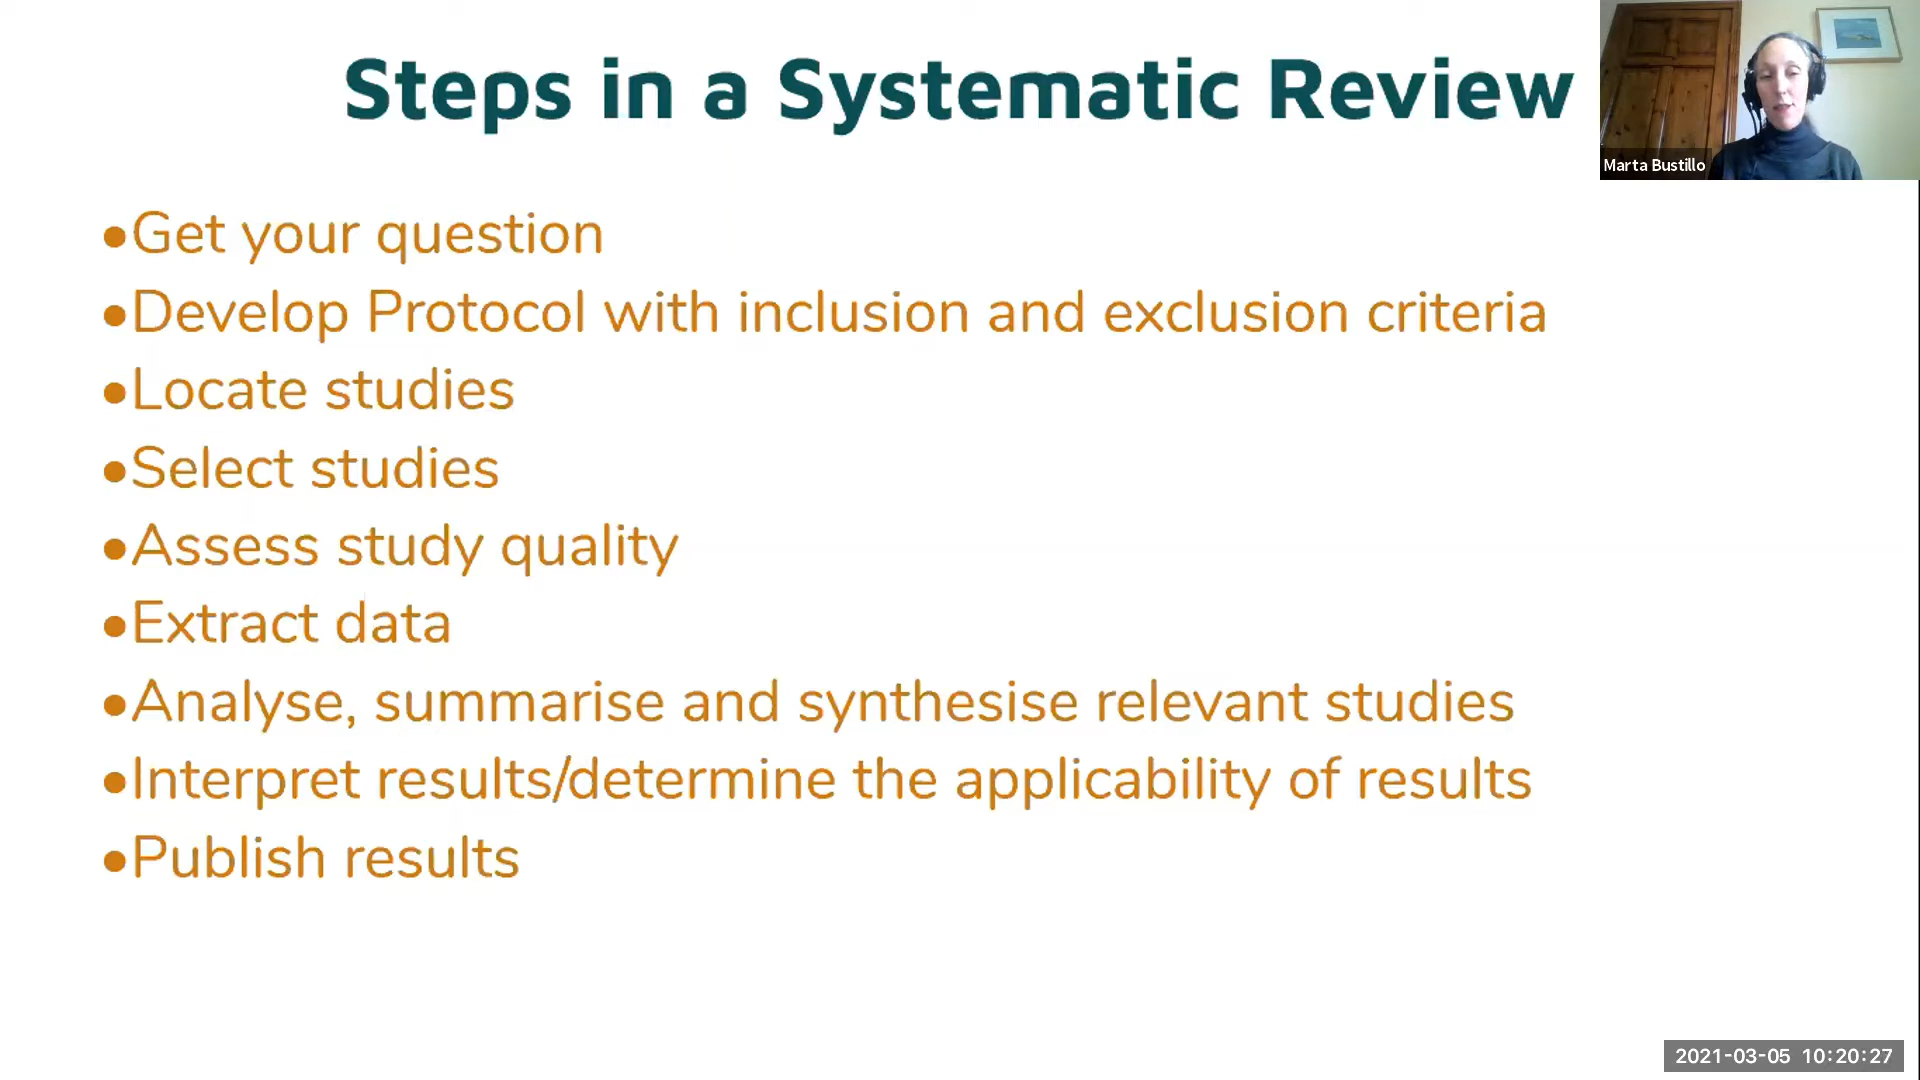 Steps in a Systematic Review
Marta Bustillo
•Get your question
•Develop Protocol with inclusion and exclusion criteria
•Locate studies
•Select studies
•Assess study quality
•Extract data
•Analyse, summarise and synthesise relevant studies
•Interpret results/determine the applicability of results
•Publish results
2021-03-05 10:20:27